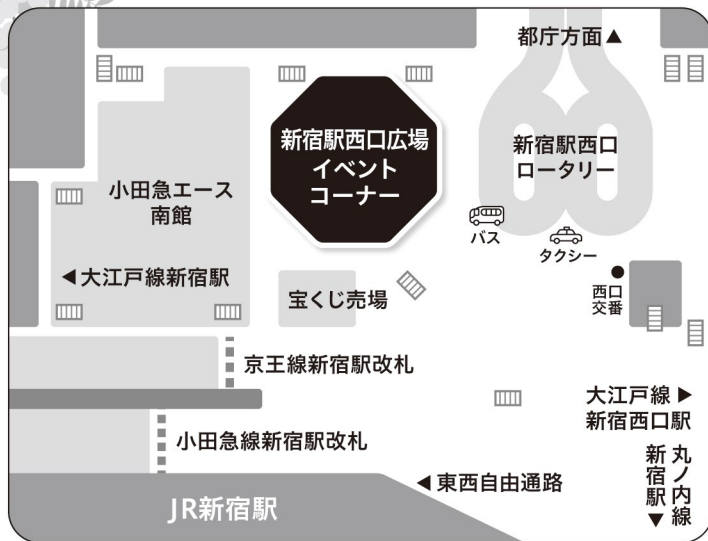 都庁方面▲
新宿駅西口広場
イベント
コーナー
新宿駅西口
ロータリー
小田急エース
南館
バス
タクシー
◀大江戸線新宿駅
宝くじ売場
西口
交番
京王線新宿駅改札
大江戸線▶
新宿西口駅
小田急線新宿駅改札
◀東西自由通路
丸ノ内線
新宿駅▼
JR新宿駅